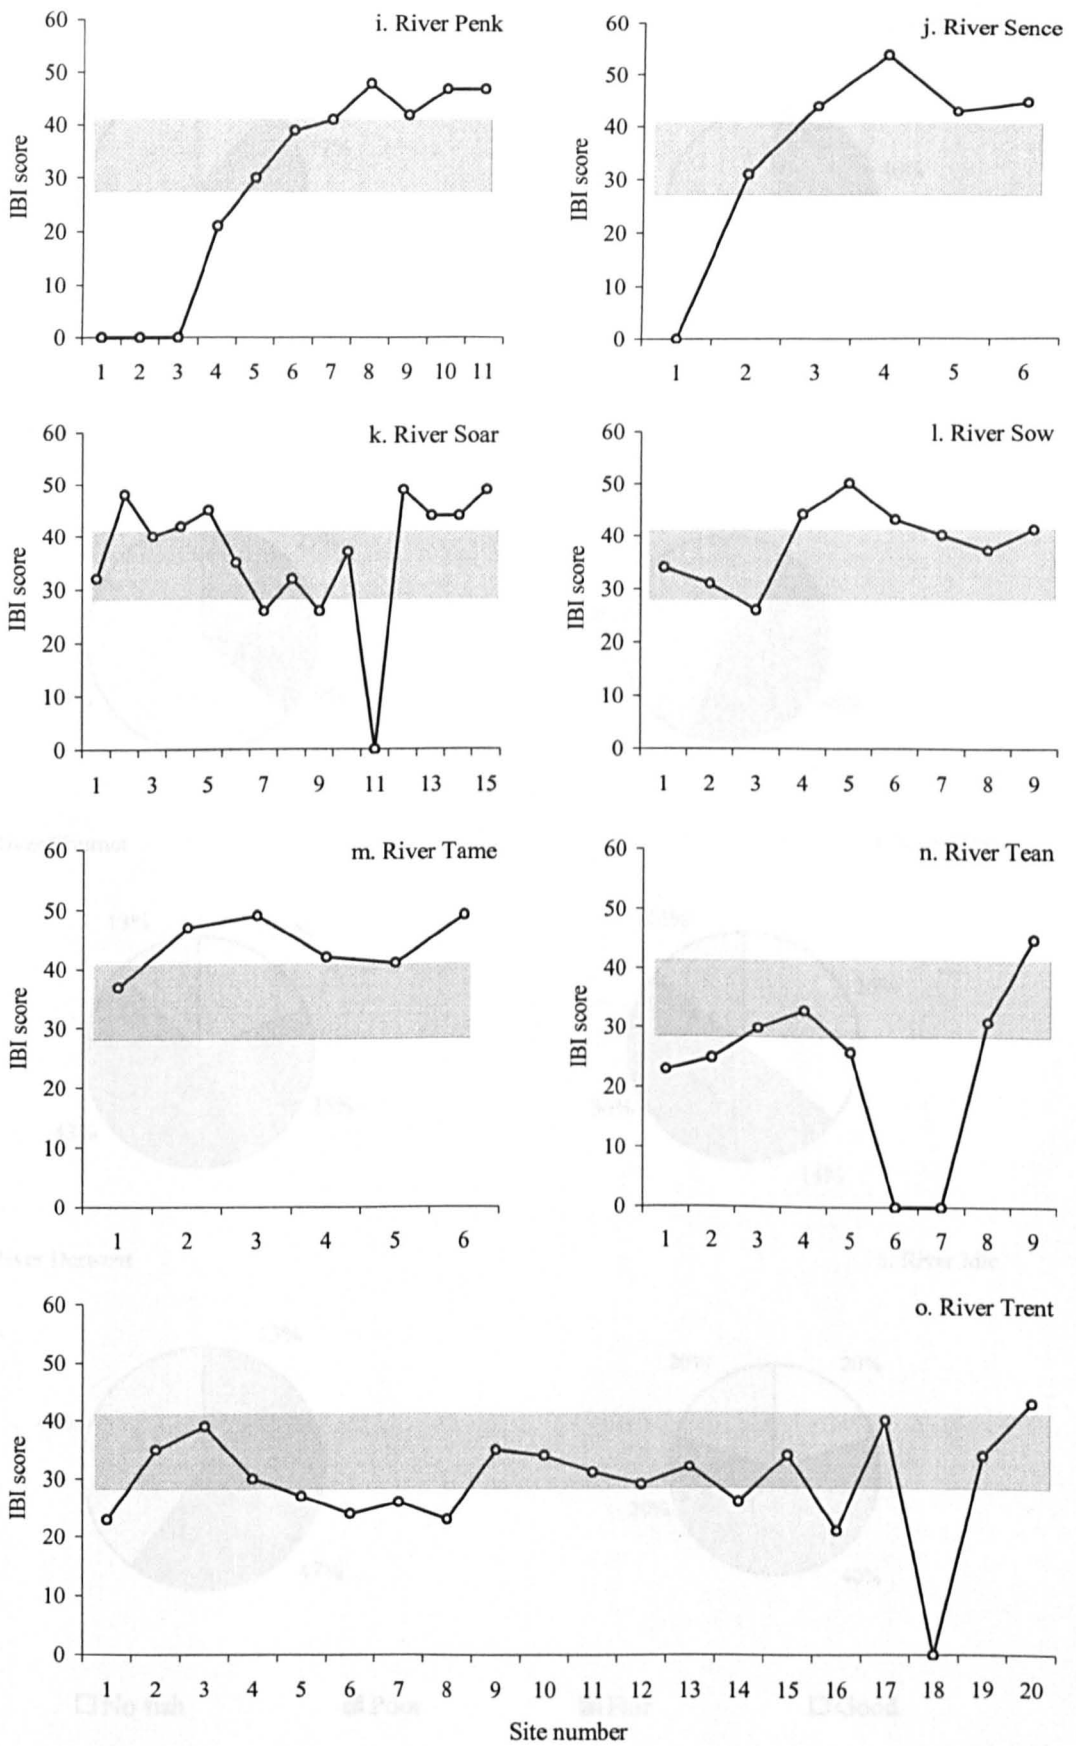 i. River Penk
60
50
40
30
20
10
0
IBI score
1 2 3 4 5 6 7 8 9 10 11
j. River Sence
60
50
40
30
20
10
0
IBI score
1 2 3 4 5 6
k. River Soar
60
50
40
30
20
10
0
IBI score
1 3 5 7 9 11 13 15
l. River Sow
60
50
40
30
20
10
0
IBI score
1 2 3 4 5 6 7 8 9
m. River Tame
60
50
40
30
20
10
0
IBI score
1 2 3 4 5 6
n. River Tean
60
50
40
30
20
10
0
IBI score
1 2 3 4 5 6 7 8 9
o. River Trent
60
50
40
30
20
10
0
IBI score
1 2 3 4 5 6 7 8 9 10 11 12 13 14 15 16 17 18 19 20
Site number